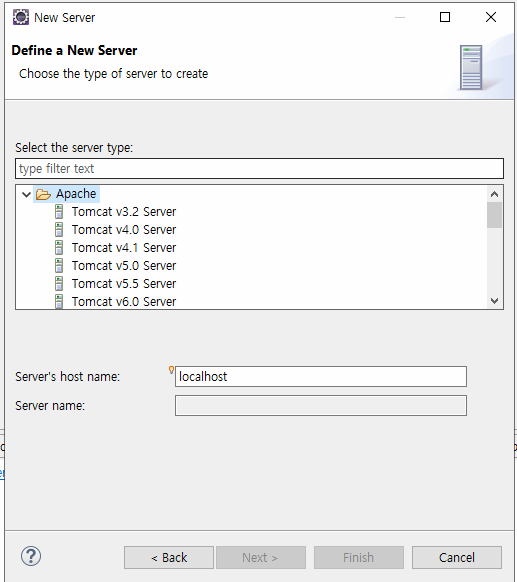 New Server
Define a New Server
Choose the type of server to create
Select the server type:
type filter text
Apache
Tomcat v3.2 Server
Tomcat v4.0 Server
Tomcat v4.1 Server
Tomcat v5.0 Server
Tomcat v5.5 Server
Tomcat v6.0 Server
Server's host name: localhost
Server name:
? < Back Next > Finish Cancel